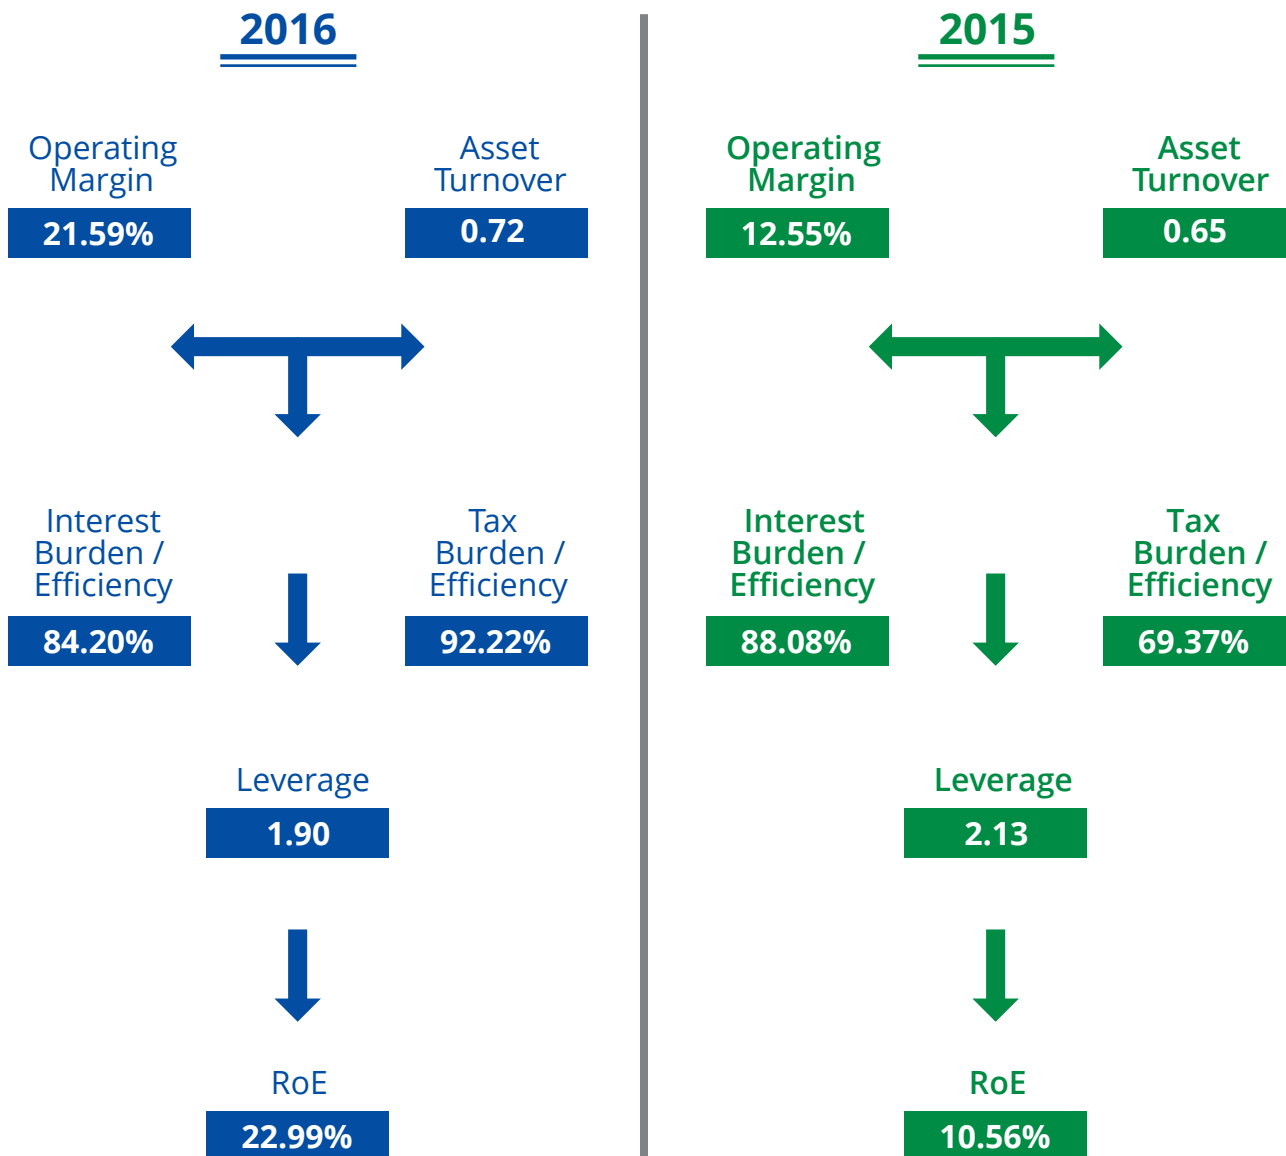 2016
Operating
Margin
21.59%
Asset
Turnover
0.72
Interest
Burden /
Efficiency
84.20%
Tax
Burden /
Efficiency
92.22%
Leverage
1.90
RoE
22.99%
2015
Operating
Margin
12.55%
Asset
Turnover
0.65
Interest
Burden /
Efficiency
88.08%
Tax
Burden /
Efficiency
69.37%
Leverage
2.13
RoE
10.56%